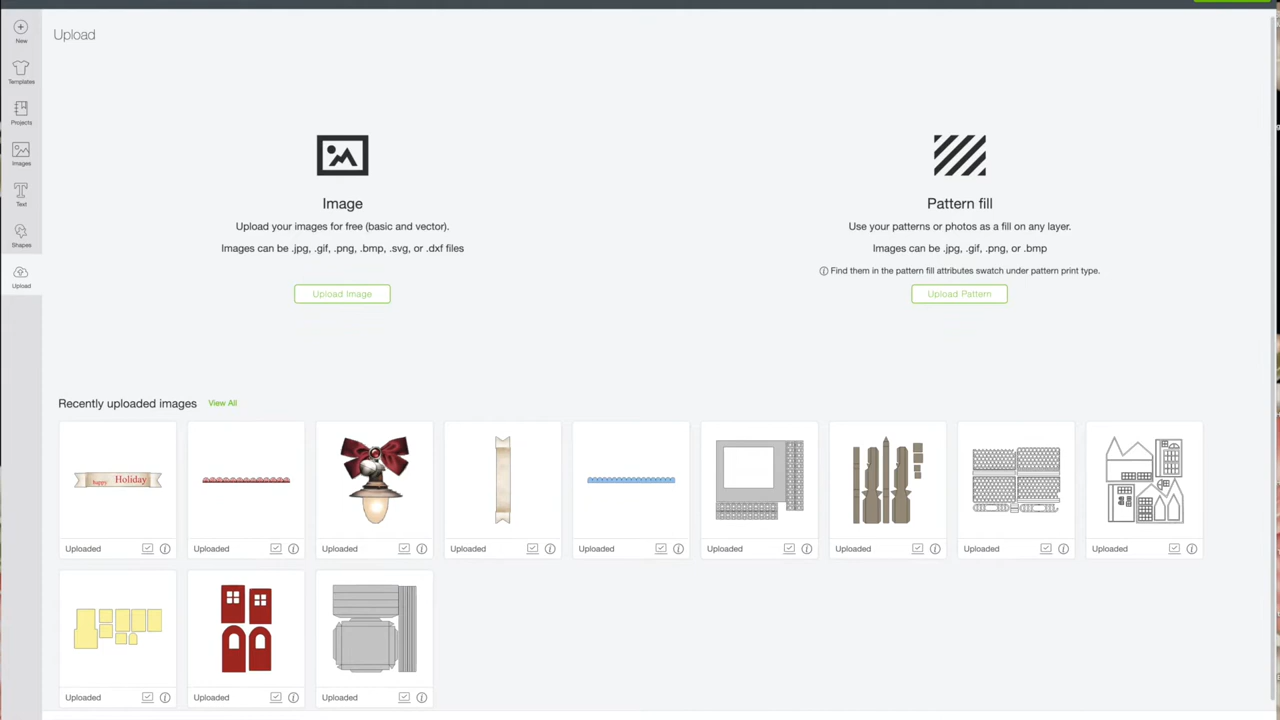 New
Templates
Projects
Images
Text
Shapes
Upload
Upload
Image
Upload your images for free (basic and vector).
Images can be .jpg, .gif, .png, .bmp, .svg, or .dxf files
Upload Image
Pattern fill
Use your patterns or photos as a fill on any layer.
Images can be .jpg, .gif, .png, or .bmp
Find them in the pattern fill attributes swatch under pattern print type.
Upload Pattern
Recently uploaded images View All
happy Holiday
Uploaded
Uploaded
Uploaded
Uploaded
Uploaded
Uploaded
Uploaded
Uploaded
Uploaded
Uploaded
Uploaded
Uploaded